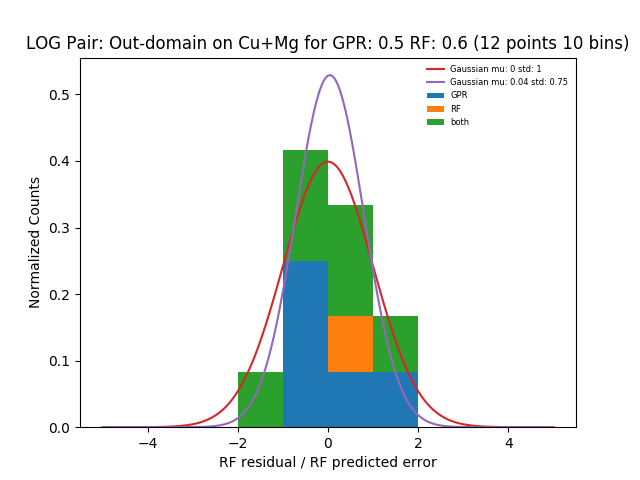 LOG Pair: Out-domain on Cu+Mg for GPR: 0.5 RF: 0.6 (12 points 10 bins)
Gaussian mu: 0 std: 1
Gaussian mu: 0.04 std: 0.75
GPR
RF
both
0.5
0.4
0.3
0.2
0.1
0.0
Normalized Counts
−4 −2 0 2 4
RF residual / RF predicted error